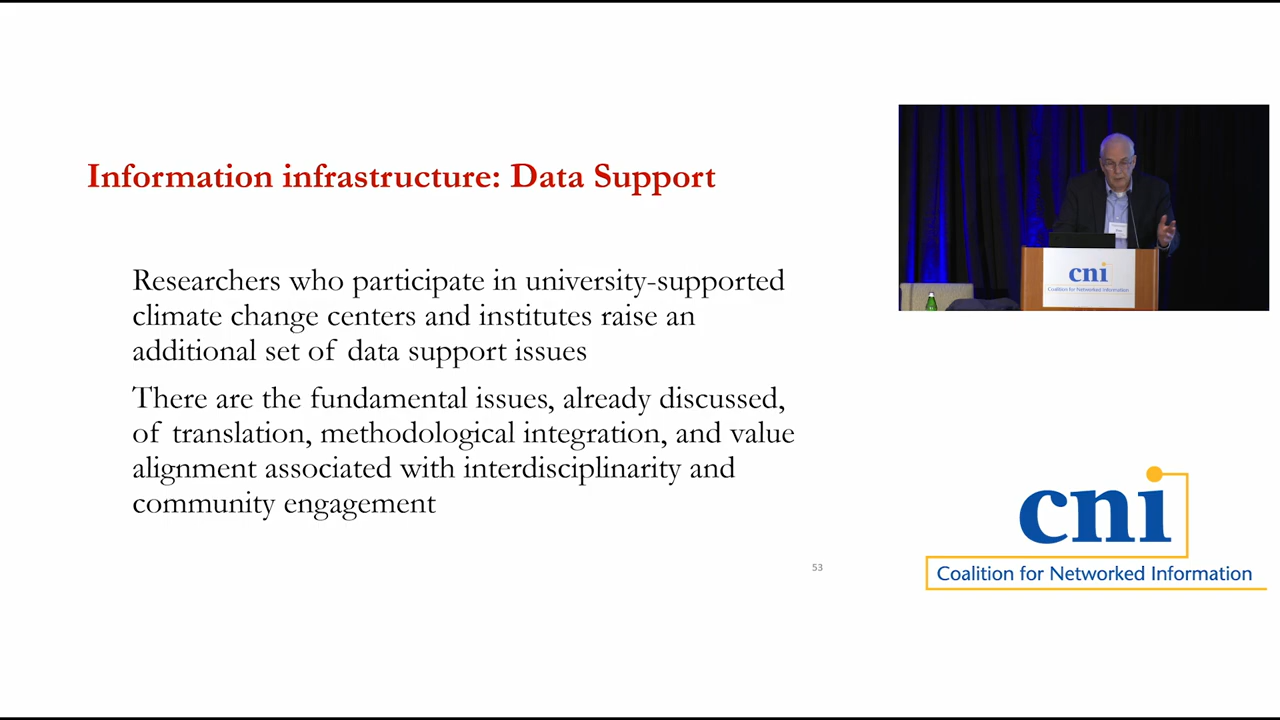 Information infrastructure: Data Support
Researchers who participate in university-supported
climate change centers and institutes raise an
additional set of data support issues
There are the fundamental issues, already discussed,
of translation, methodological integration, and value
alignment associated with interdisciplinarity and
community engagement
53
cni
Coalition for Networked Information
cni
Coalition for Networked Information